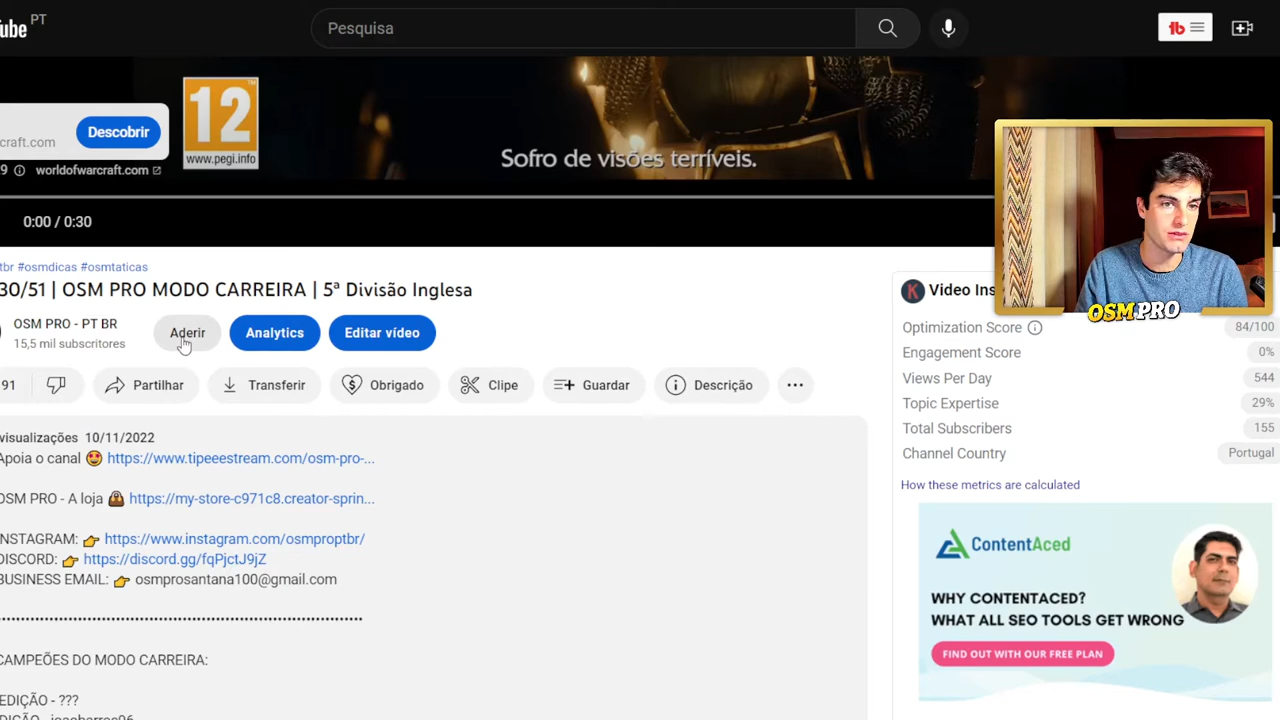 Tube PT
Pesquisa
12
www.pegi.info
craft.com
Descobrir
9 worldofwarcraft.com
Sofro de visões terríveis.
0:00 / 0:30
OSM PRO
tbr #osmdicas #osmtaticas
30/51 | OSM PRO MODO CARREIRA | 5ª Divisão Inglesa
OSM PRO - PT BR
15,5 mil subscritores
Aderir
Analytics
Editar vídeo
91
Partilhar
Transferir
Obrigado
Clipe
Guardar
Descrição
visualizações 10/11/2022
Apoia o canal 🤩 https://www.tipeeestream.com/osm-pro-...
OSM PRO - A loja 👜 https://my-store-c971c8.creator-sprin...
INSTAGRAM: 👉 https://www.instagram.com/osmproptbr/
DISCORD: 👉 https://discord.gg/fqPjctJ9jZ
BUSINESS EMAIL: 👉 osmprosantana100@gmail.com
CAMPEÕES DO MODO CARREIRA:
EDIÇÃO - ???
EDIÇÃO -
K Video Ins
Optimization Score 84/100
Engagement Score 0%
Views Per Day 544
Topic Expertise 29%
Total Subscribers 155
Channel Country Portugal
How these metrics are calculated
ContentAced
WHY CONTENTACED?
WHAT ALL SEO TOOLS GET WRONG
FIND OUT WITH OUR FREE PLAN